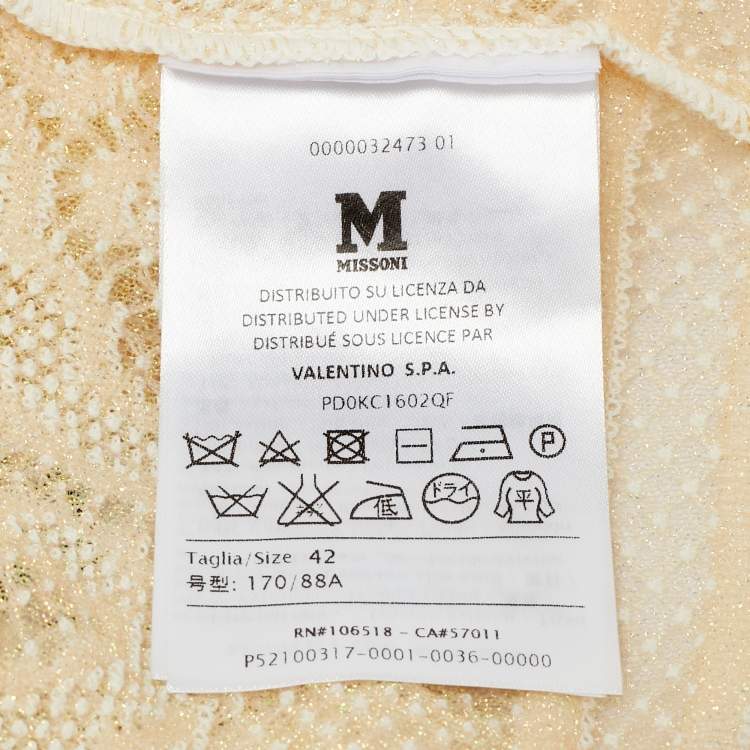 0000032473 01
M
MISSONI
DISTRIBUITO SU LICENZA DA
DISTRIBUTED UNDER LICENSE BY
DISTRIBUÉ SOUS LICENCE PAR
VALENTINO S.P.A.
PD0KC1602QF
P
低 ドライ 平
Taglia/Size 42
号型: 170/88A
RN#106518 - CA#57011
P52100317-0001-0036-00000